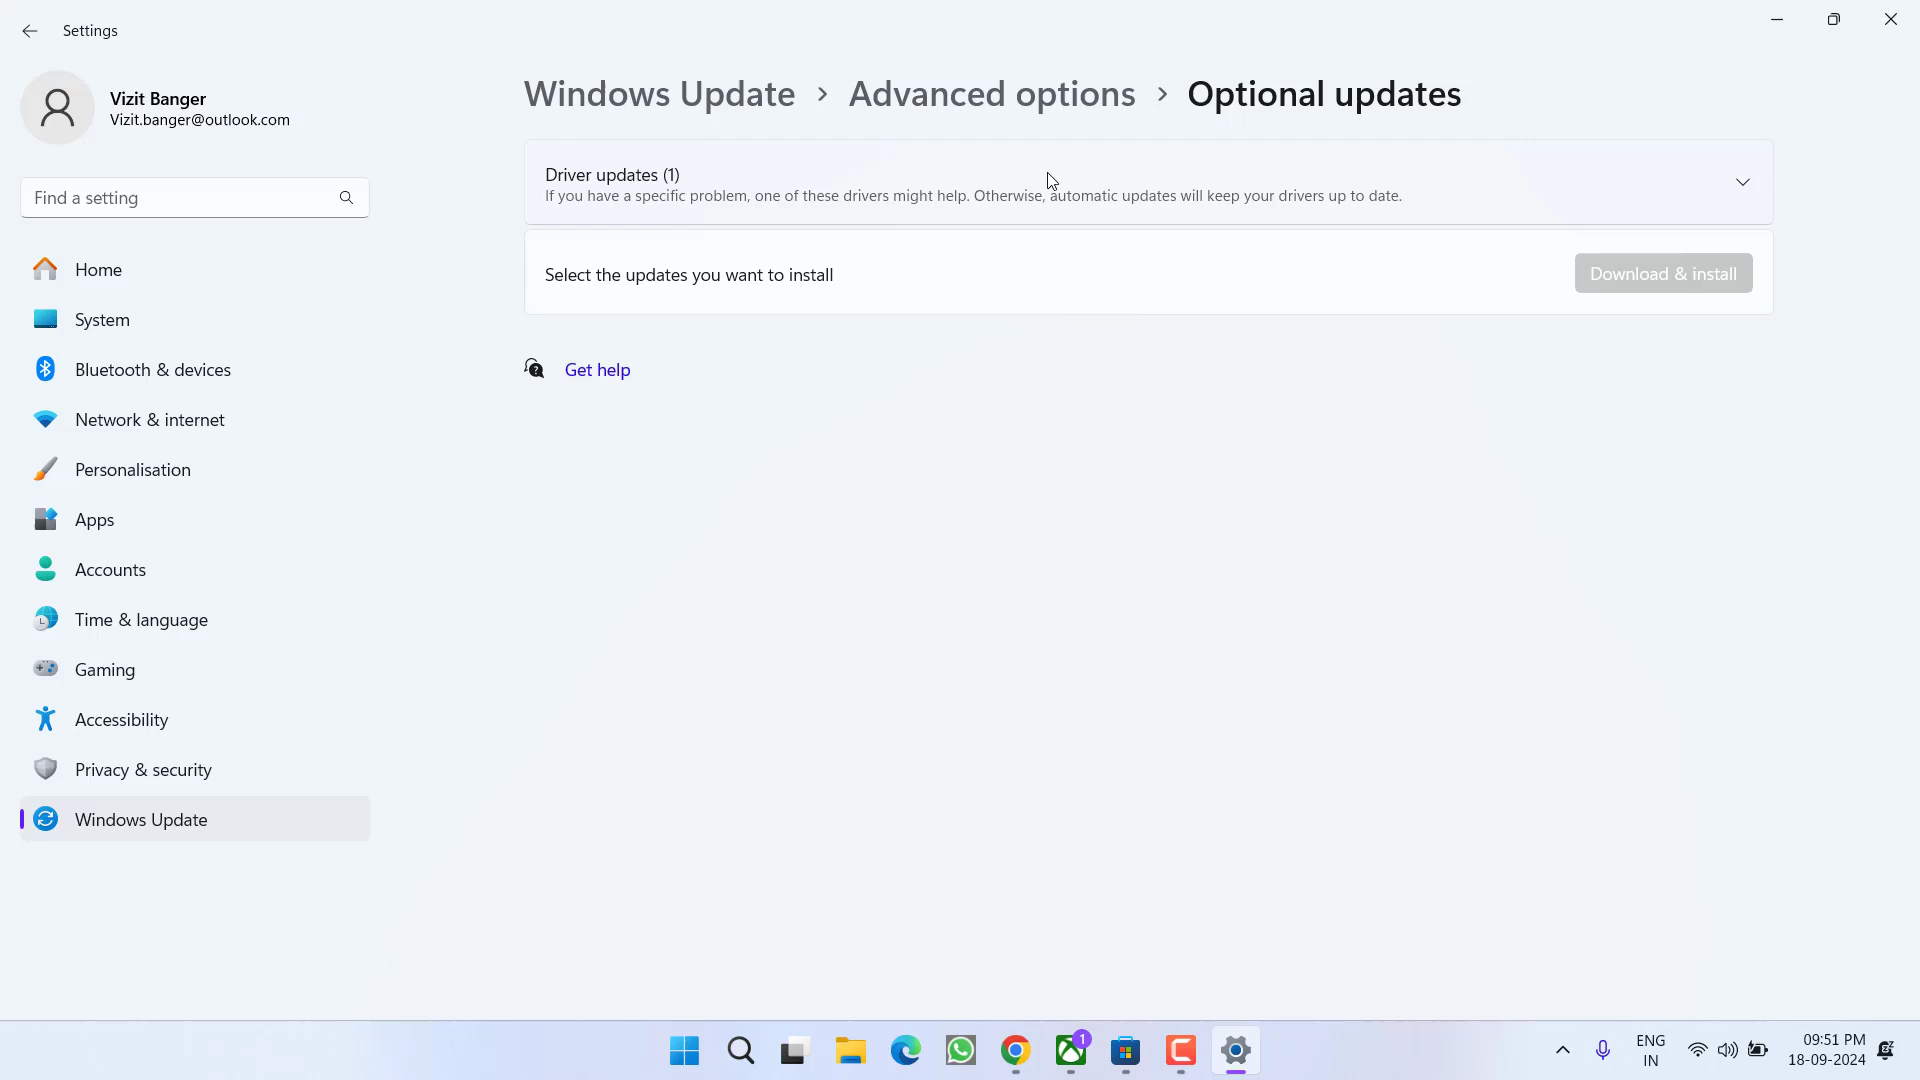 Settings
Vizit Banger
Vizit.banger@outlook.com
Find a setting
Home
System
Bluetooth & devices
Network & internet
Personalisation
Apps
Accounts
Time & language
Gaming
Accessibility
Privacy & security
Windows Update
Windows Update > Advanced options > Optional updates
Driver updates (1)
If you have a specific problem, one of these drivers might help. Otherwise, automatic updates will keep your drivers up to date.
Select the updates you want to install
Download & install
Get help
1
ENG
IN
09:51 PM
18-09-2024